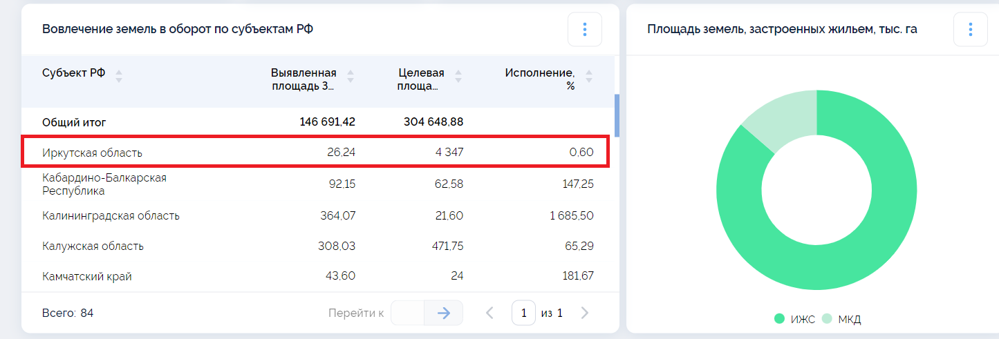 Вовлечение земель в оборот по субъектам РФ
Субъект РФ
Выявленная площадь З...
Целевая площа...
Исполнение, %
Общий итог 146 691,42 304 648,88
Иркутская область 26,24 4 347 0,60
Кабардино-Балкарская
Республика 92,15 62,58 147,25
Калининградская область 364,07 21,60 1 685,50
Калужская область 308,03 471,75 65,29
Камчатский край 43,60 24 181,67
Всего: 84 Перейти к 1 из 1
Площадь земель, застроенных жильем, тыс. га
ИЖС МКД